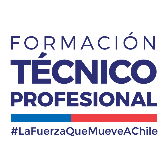 FORMACIÓN
TÉCNICO
PROFESIONAL
#LaFuerzaQueMueveAChile